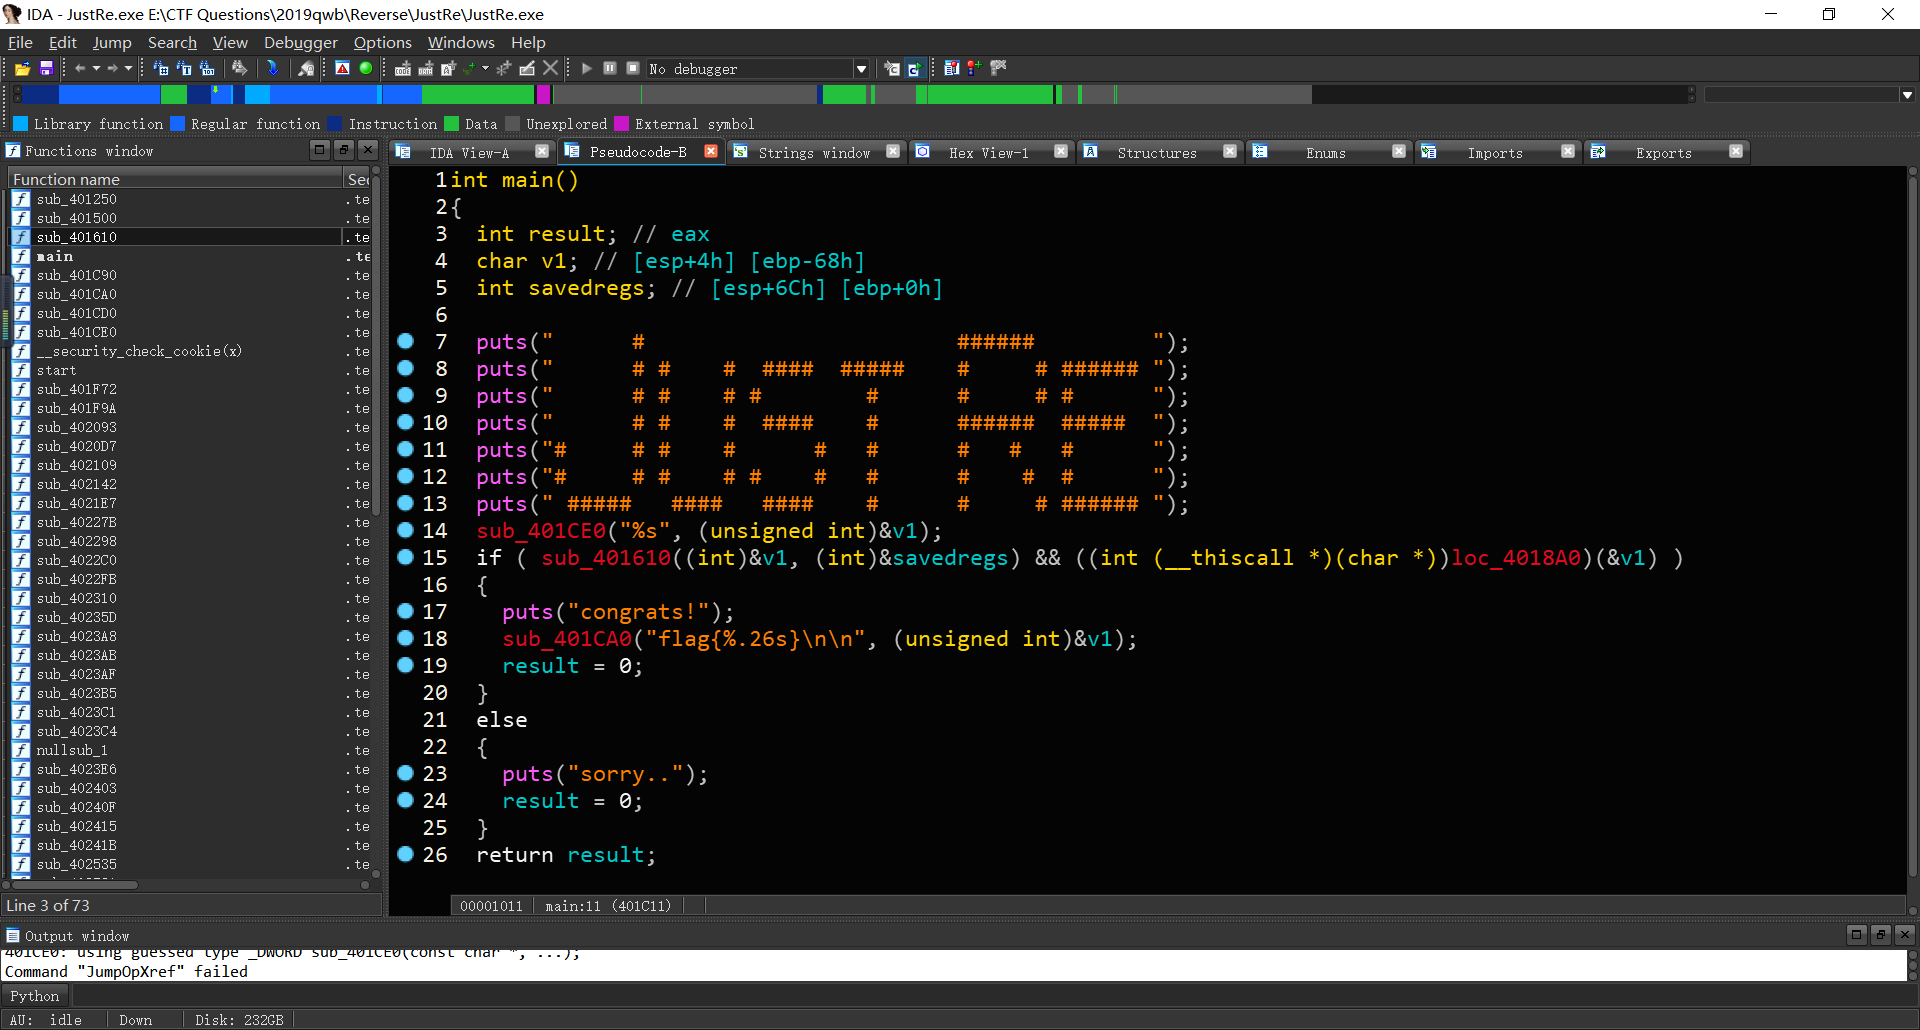 IDA - JustRe.exe E:\CTF Questions\2019qwb\Reverse\JustRe\JustRe.exe
File Edit Jump Search View Debugger Options Windows Help
No debugger
Library function Regular function Instruction Data Unexplored External symbol
Functions window
IDA View-A Pseudocode-B Strings window Hex View-1 Structures Enums Imports Exports
Function name Sec
sub_401250 .te
sub_401500 .te
sub_401610 .te
main .te
sub_401C90 .te
sub_401CA0 .te
sub_401CD0 .te
sub_401CE0 .te
__security_check_cookie(x) .te
start .te
sub_401F72 .te
sub_401F9A .te
sub_402093 .te
sub_4020D7 .te
sub_402109 .te
sub_402142 .te
sub_4021E7 .te
sub_40227B .te
sub_402298 .te
sub_4022C0 .te
sub_4022FB .te
sub_402310 .te
sub_40235D .te
sub_4023A8 .te
sub_4023AB .te
sub_4023AF .te
sub_4023B5 .te
sub_4023C1 .te
sub_4023C4 .te
nullsub_1 .te
sub_4023E6 .te
sub_402403 .te
sub_40240F .te
sub_402415 .te
sub_40241B .te
sub_402535 .te
Line 3 of 73
1 int main()
2 {
3   int result; // eax
4   char v1; // [esp+4h] [ebp-68h]
5   int savedregs; // [esp+6Ch] [ebp+0h]
6
7   puts("      #                        ######         ");
8   puts("      # #    #  ####  #####    #     # ###### ");
9   puts("      # #    # #        #      #     # #      ");
10   puts("      # #    #  ####    #      ######  #####  ");
11   puts("#     # #    #      #   #      #   #   #      ");
12   puts("#     # #    # #    #   #      #    #  #      ");
13   puts(" #####   ####   ####    #      #     # ###### ");
14   sub_401CE0("%s", (unsigned int)&v1);
15   if ( sub_401610((int)&v1, (int)&savedregs) && ((int (__thiscall *)(char *))loc_4018A0)(&v1) )
16   {
17     puts("congrats!");
18     sub_401CA0("flag{%.26s}\n\n", (unsigned int)&v1);
19     result = 0;
20   }
21   else
22   {
23     puts("sorry..");
24     result = 0;
25   }
26   return result;
00001011 main:11 (401C11)
Output window
401CE0: using guessed type _DWORD sub_401CE0(const char *, ...);
Command "JumpOpXref" failed
Python
AU: idle Down Disk: 232GB